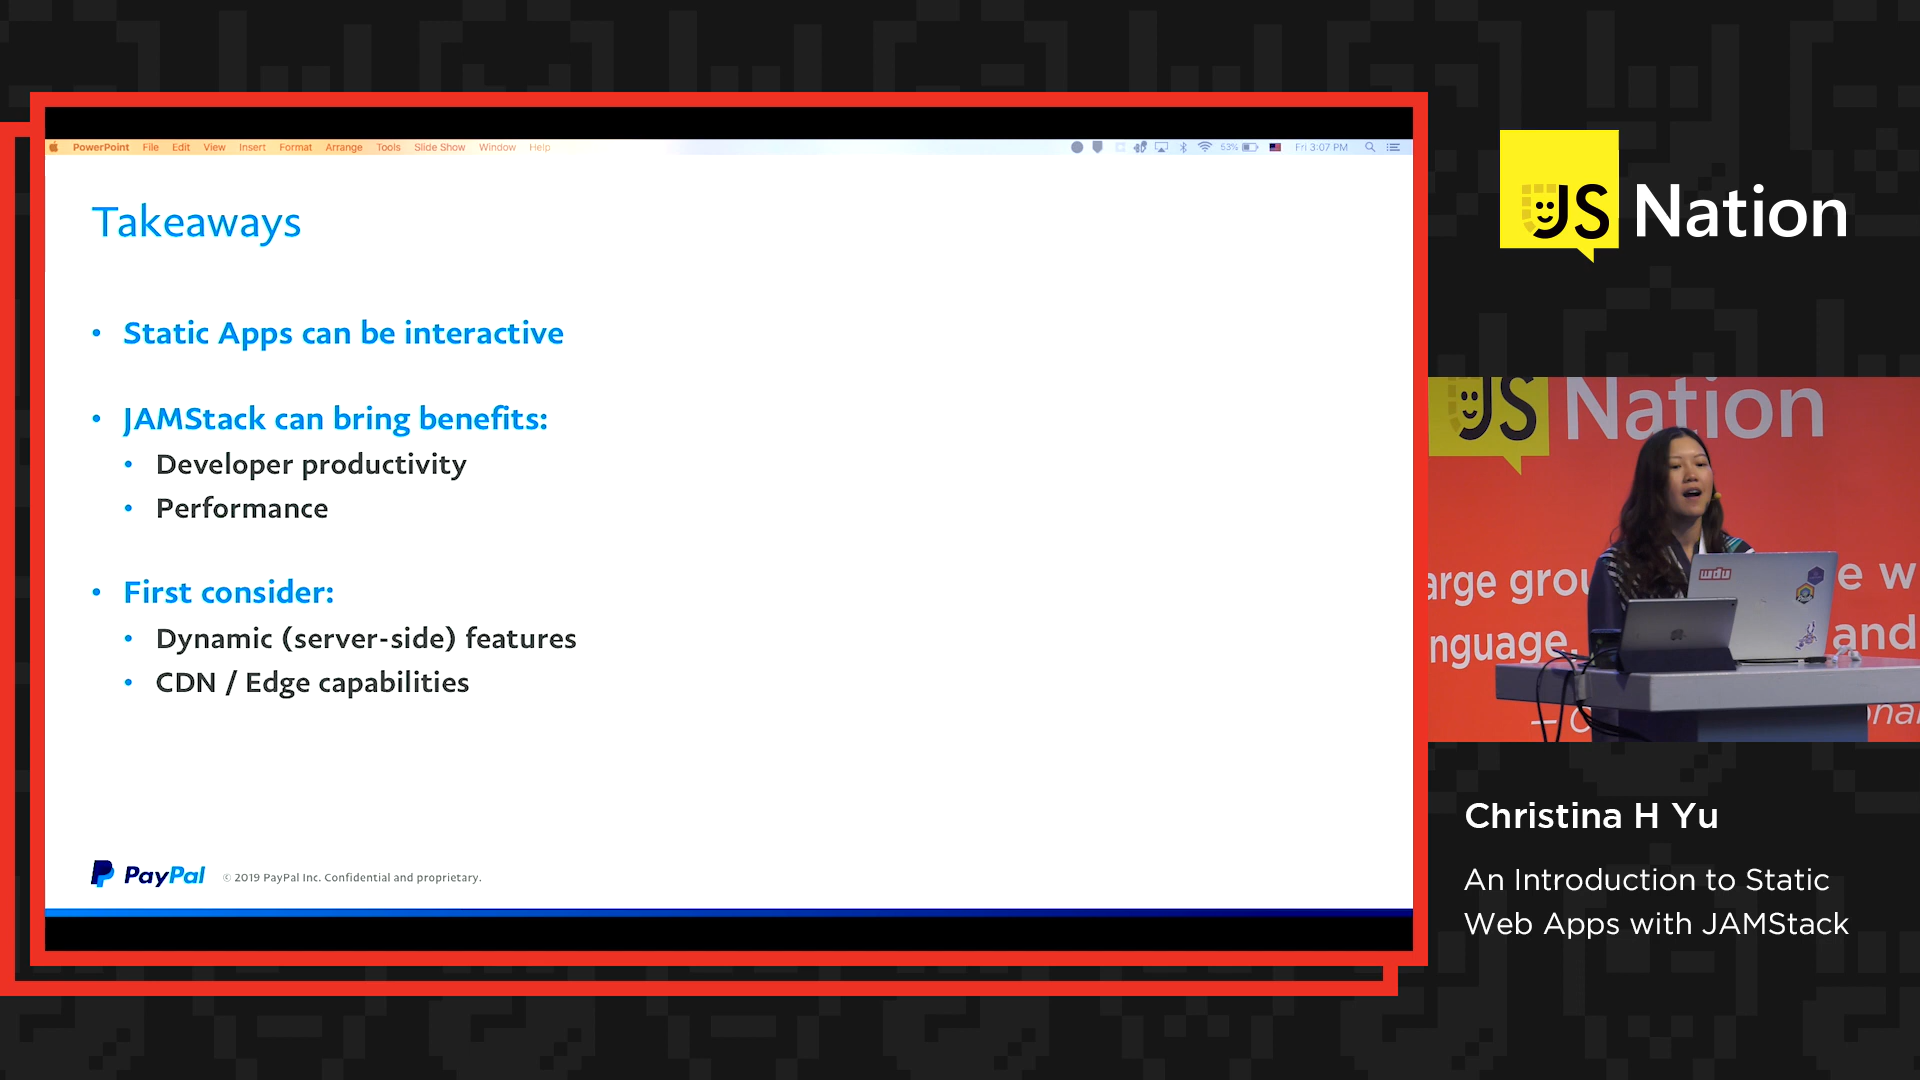 PowerPoint File Edit View Insert Format Arrange Tools Slide Show Window Help 53% Fri 3:07 PM
Takeaways
• Static Apps can be interactive
• JAMStack can bring benefits:
• Developer productivity
• Performance
• First consider:
• Dynamic (server-side) features
• CDN / Edge capabilities
PayPal © 2019 PayPal Inc. Confidential and proprietary.
JS Nation
JS Nation
arge grou e w
nguage. and
wdu
Christina H Yu
An Introduction to Static
Web Apps with JAMStack